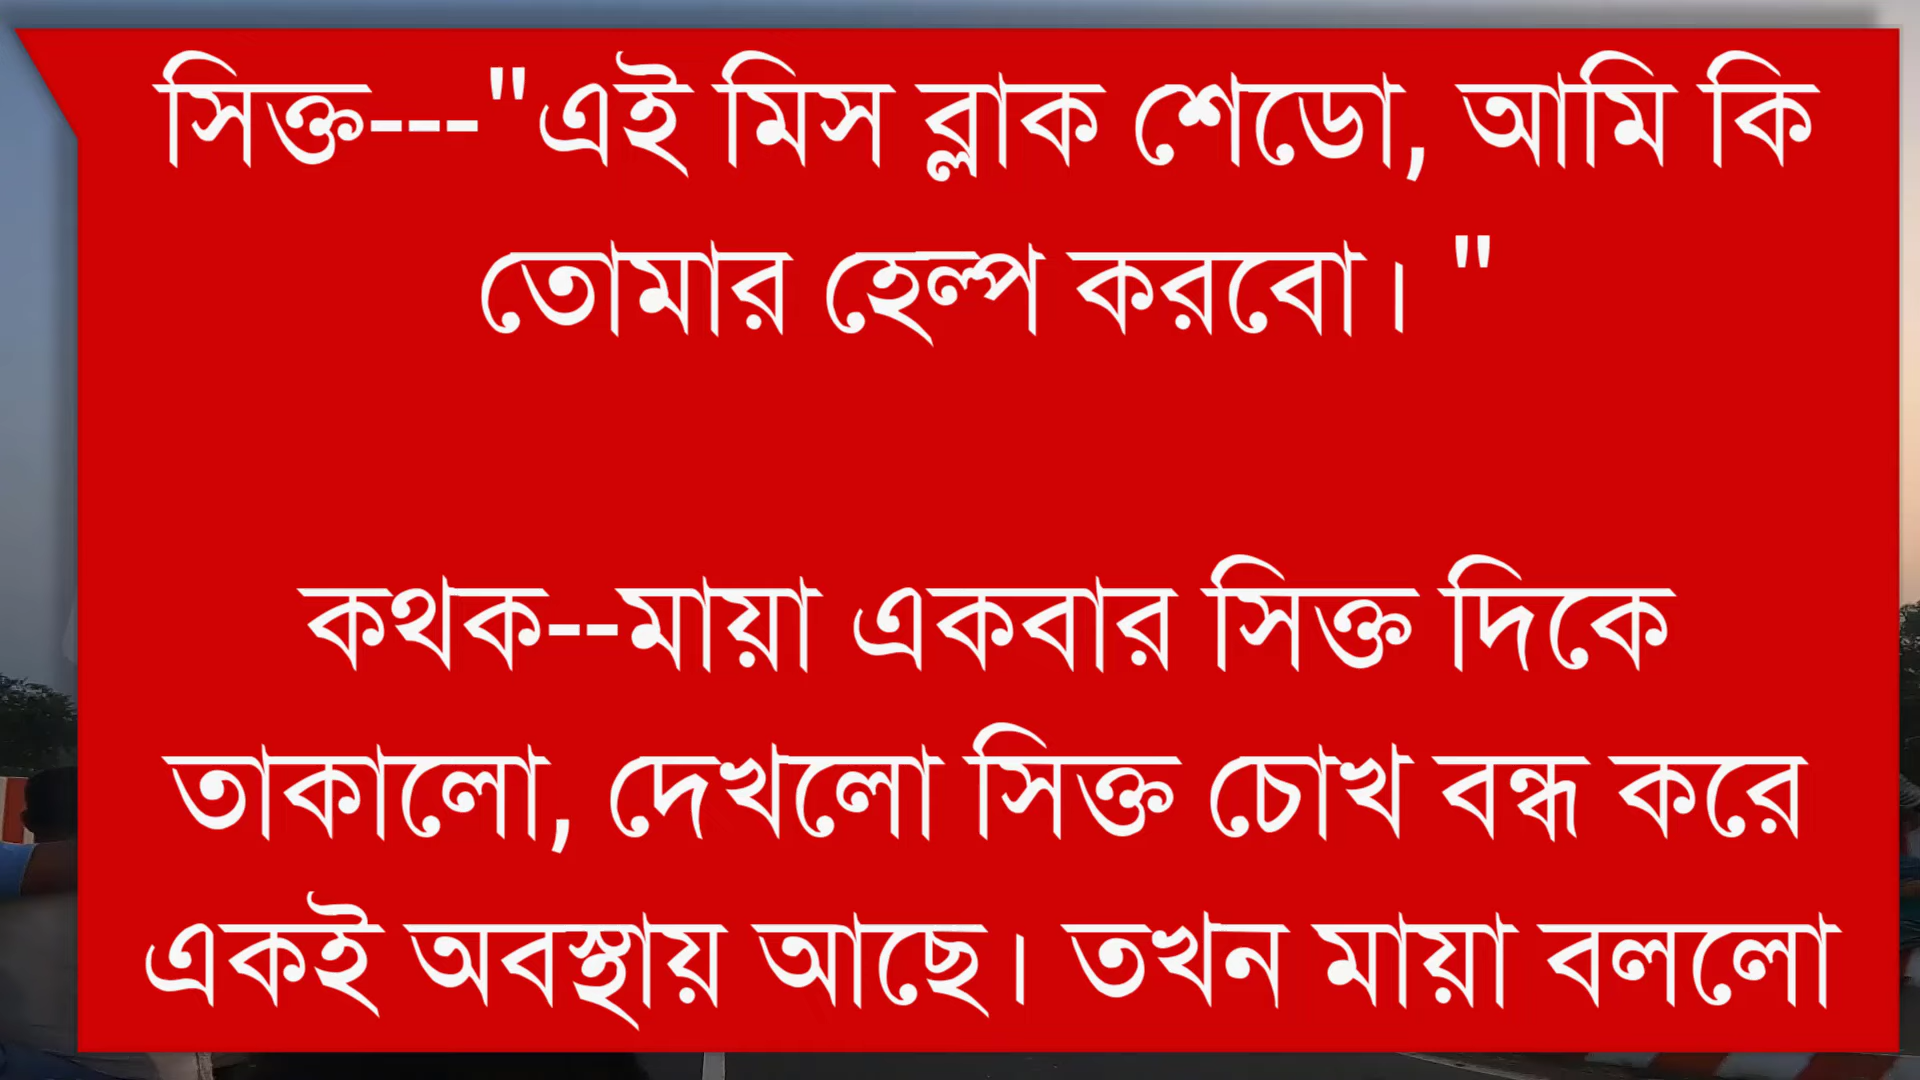 সিক্ত---"এই মিস ব্লাক শেডো, আমি কি
তোমার হেল্প করবো। "
কথক--মায়া একবার সিক্ত দিকে
তাকালো, দেখলো সিক্ত চোখ বন্ধ করে
একই অবস্থায় আছে। তখন মায়া বললো